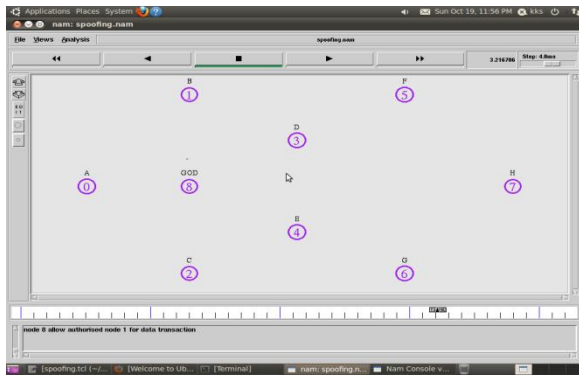 Applications Places System
Sun Oct 19, 11:56 PM
kks
nam: spoofing.nam
File Views Analysis
spoofing.nam
3.216706
Step: 4.0ms
B
1
F
5
D
3
A
0
GOD
8
H
7
E
4
C
2
G
6
node 0 allow authorised node 1 for data transaction
[spoofing.tcl (~/...
[Welcome to Ub...
[Terminal]
nam: spoofing.n...
Nam Console v...